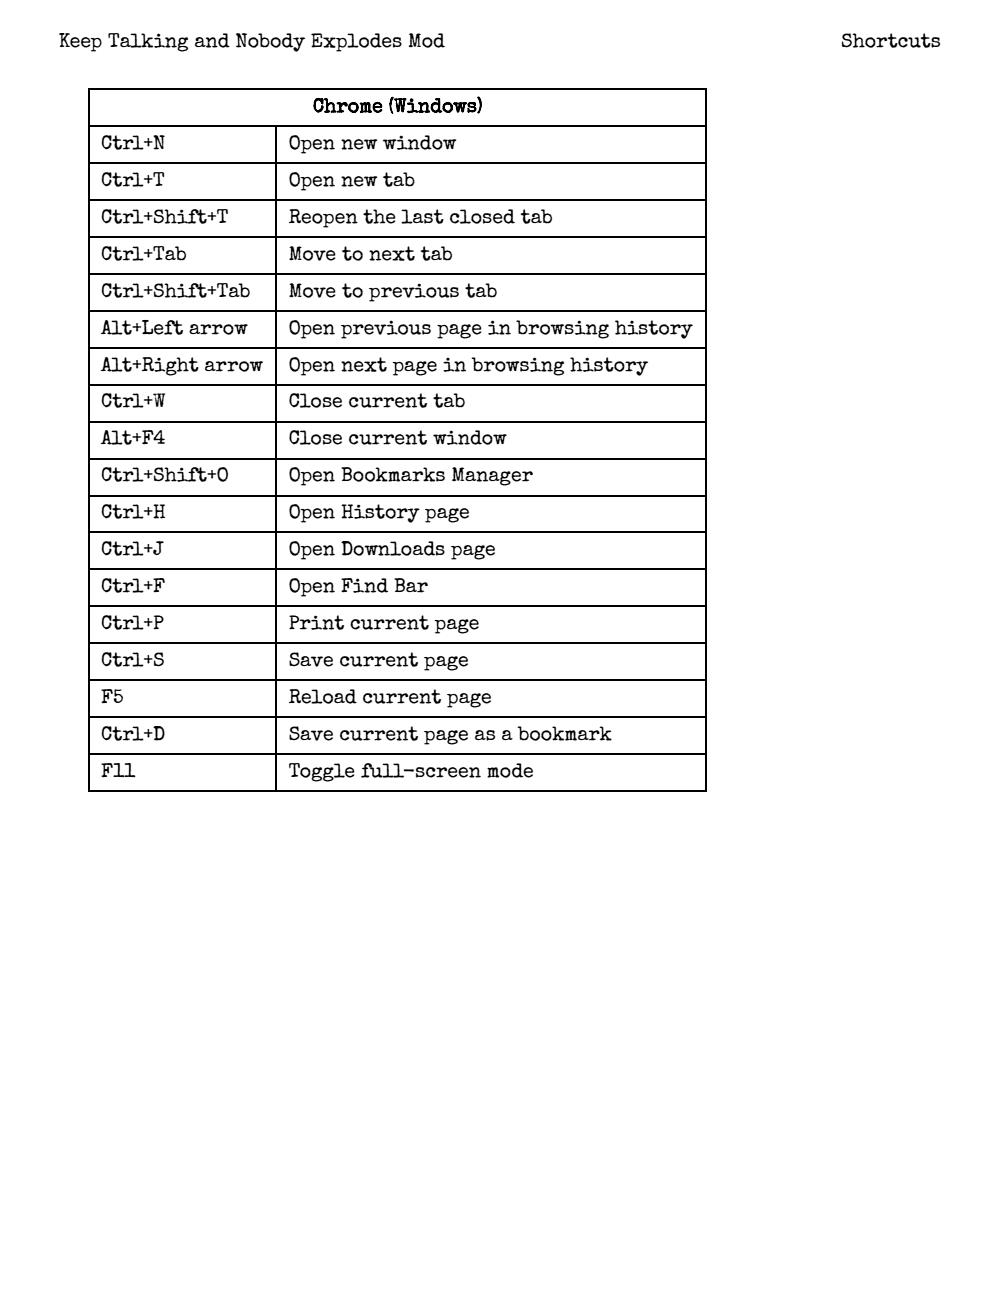 Keep Talking and Nobody Explodes Mod Shortcuts
Chrome (Windows)
Ctrl+N Open new window
Ctrl+T Open new tab
Ctrl+Shift+T Reopen the last closed tab
Ctrl+Tab Move to next tab
Ctrl+Shift+Tab Move to previous tab
Alt+Left arrow Open previous page in browsing history
Alt+Right arrow Open next page in browsing history
Ctrl+W Close current tab
Alt+F4 Close current window
Ctrl+Shift+O Open Bookmarks Manager
Ctrl+H Open History page
Ctrl+J Open Downloads page
Ctrl+F Open Find Bar
Ctrl+P Print current page
Ctrl+S Save current page
F5 Reload current page
Ctrl+D Save current page as a bookmark
F11 Toggle full-screen mode